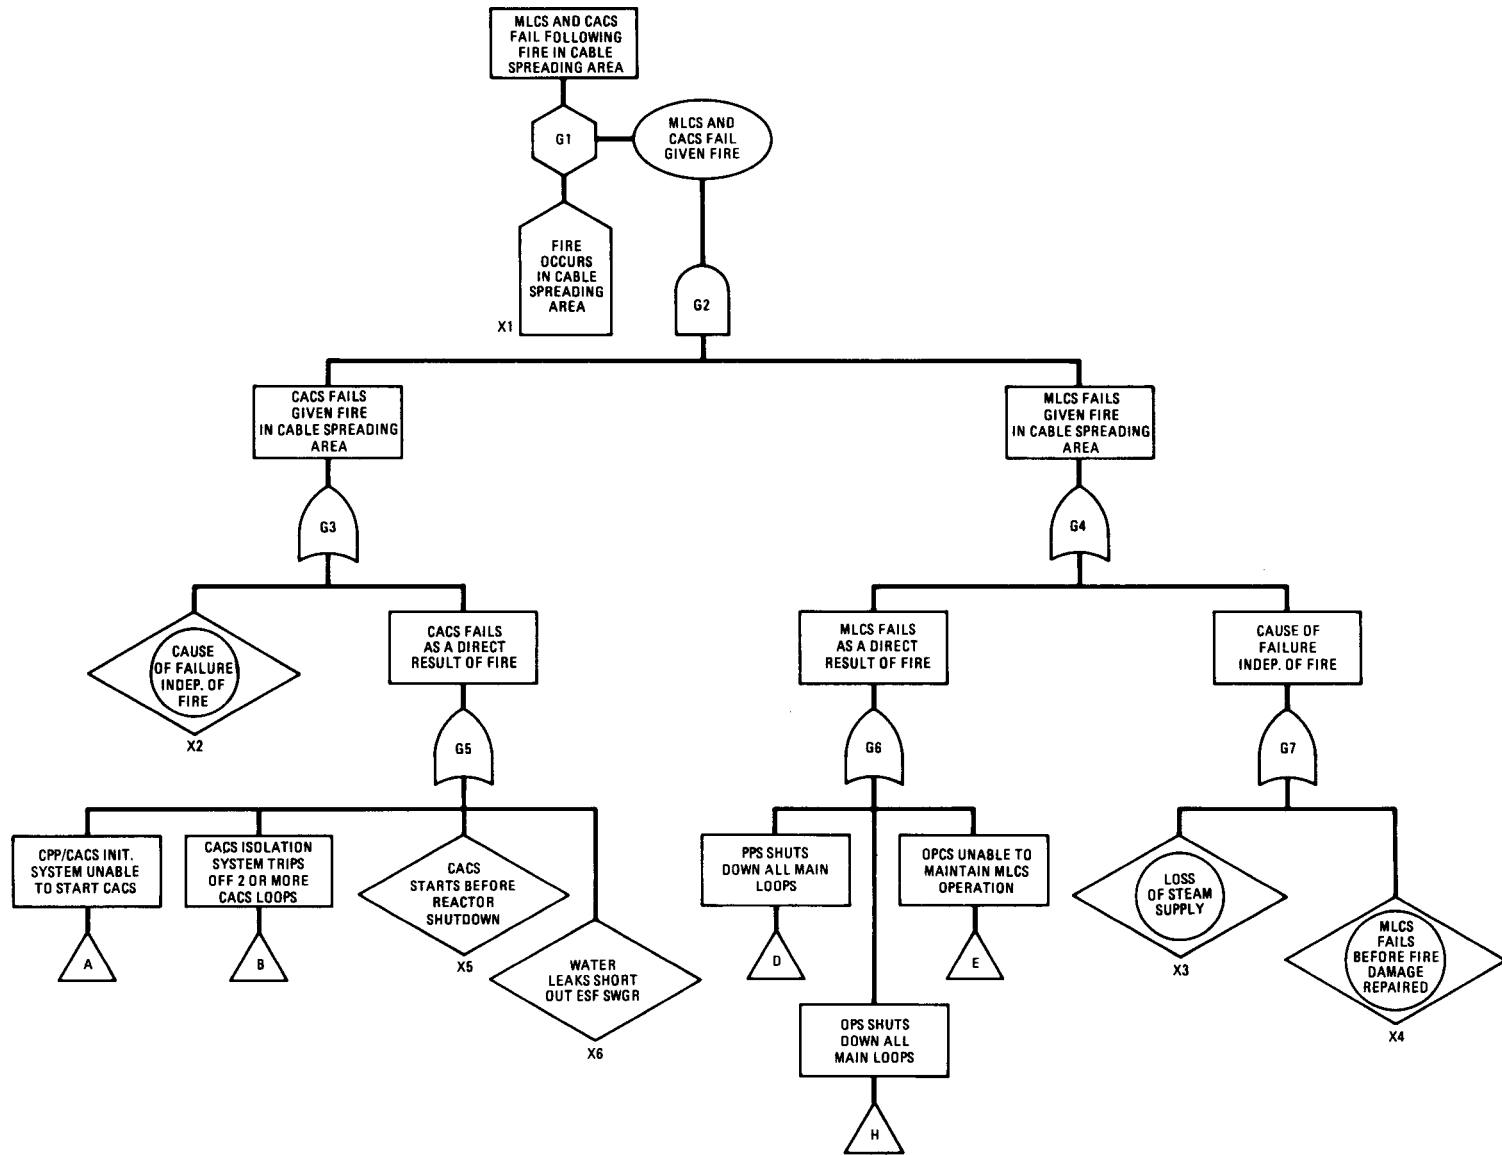 MLCS AND CACS
FAIL FOLLOWING
FIRE IN CABLE
SPREADING AREA
G1
MLCS AND
CACS FAIL
GIVEN FIRE
FIRE
OCCURS
IN CABLE
SPREADING
AREA
X1
G2
CACS FAILS
GIVEN FIRE
IN CABLE SPREADING
AREA
MLCS FAILS
GIVEN FIRE
IN CABLE SPREADING
AREA
G3
G4
CAUSE
OF FAILURE
INDEP. OF
FIRE
X2
CACS FAILS
AS A DIRECT
RESULT OF FIRE
MLCS FAILS
AS A DIRECT
RESULT OF FIRE
CAUSE OF
FAILURE
INDEP. OF FIRE
G5
G6
G7
CPP/CACS INIT.
SYSTEM UNABLE
TO START CACS
A
CACS ISOLATION
SYSTEM TRIPS
OFF 2 OR MORE
CACS LOOPS
B
CACS
STARTS BEFORE
REACTOR
SHUTDOWN
X5
WATER
LEAKS SHORT
OUT ESF SWGR
X6
PPS SHUTS
DOWN ALL MAIN
LOOPS
D
OPS SHUTS
DOWN ALL
MAIN LOOPS
H
OPCS UNABLE TO
MAINTAIN MLCS
OPERATION
E
LOSS
OF STEAM
SUPPLY
X3
MLCS
FAILS
BEFORE FIRE
DAMAGE
REPAIRED
X4